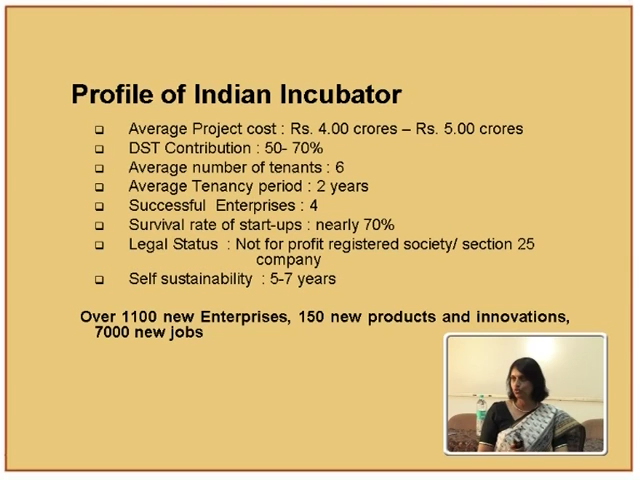 Profile of Indian Incubator
❑ Average Project cost : Rs. 4.00 crores – Rs. 5.00 crores
❑ DST Contribution : 50- 70%
❑ Average number of tenants : 6
❑ Average Tenancy period : 2 years
❑ Successful Enterprises : 4
❑ Survival rate of start-ups : nearly 70%
❑ Legal Status : Not for profit registered society/ section 25
company
❑ Self sustainability : 5-7 years
Over 1100 new Enterprises, 150 new products and innovations,
7000 new jobs